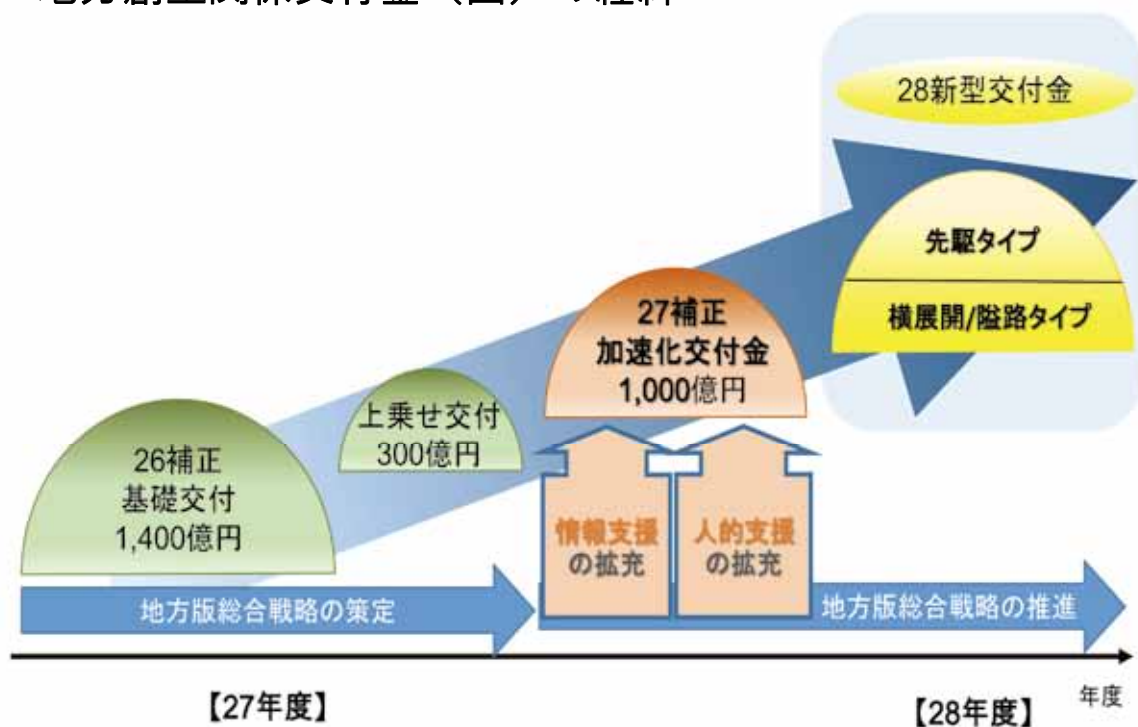 28新型交付金
先駆タイプ
横展開/隘路タイプ
27補正
加速化交付金
1,000億円
上乗せ交付
300億円
26補正
基礎交付
1,400億円
情報支援
の拡充
人的支援
の拡充
地方版総合戦略の策定
地方版総合戦略の推進
【27年度】
【28年度】
年度